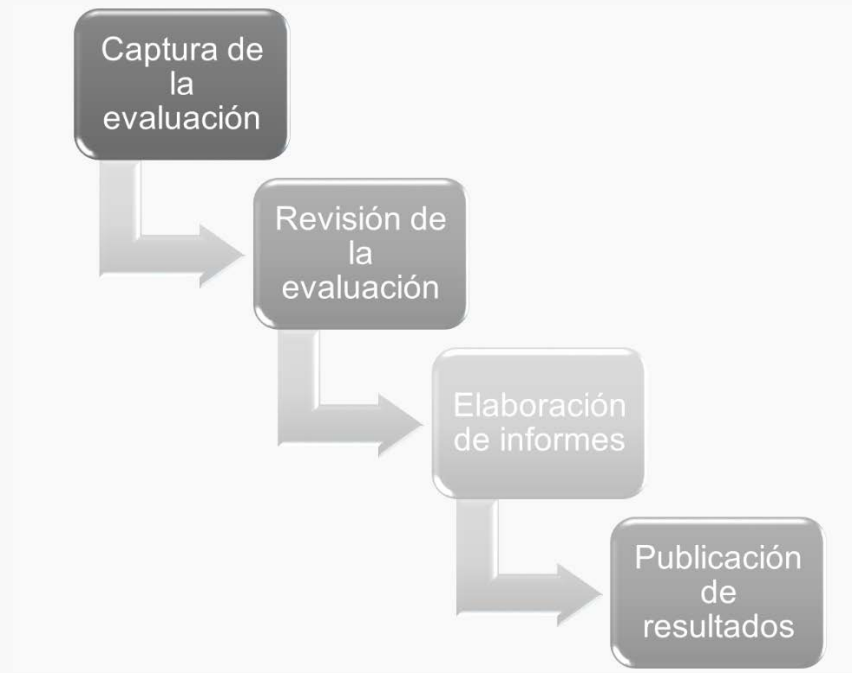 Captura de
la
evaluación
Revisión de
la
evaluación
Elaboración
de informes
Publicación
de
resultados